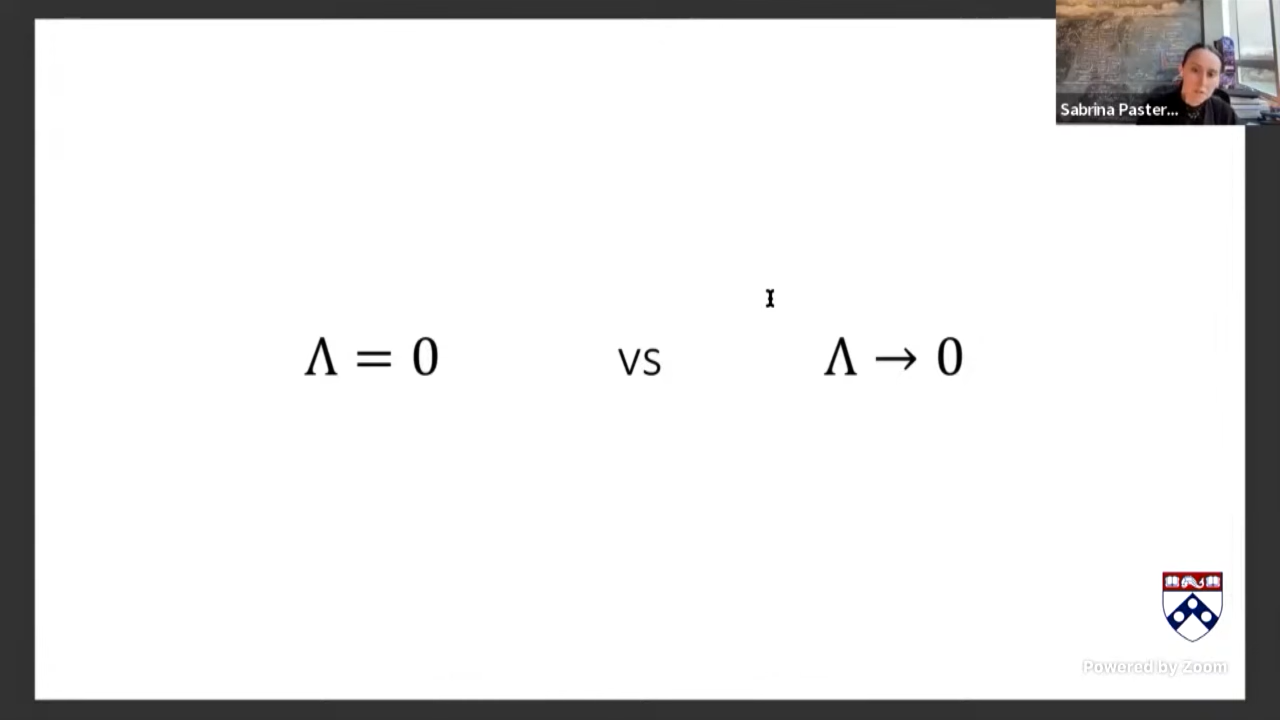 Sabrina Paster...
Λ = 0 vs Λ → 0
Powered by Zoom